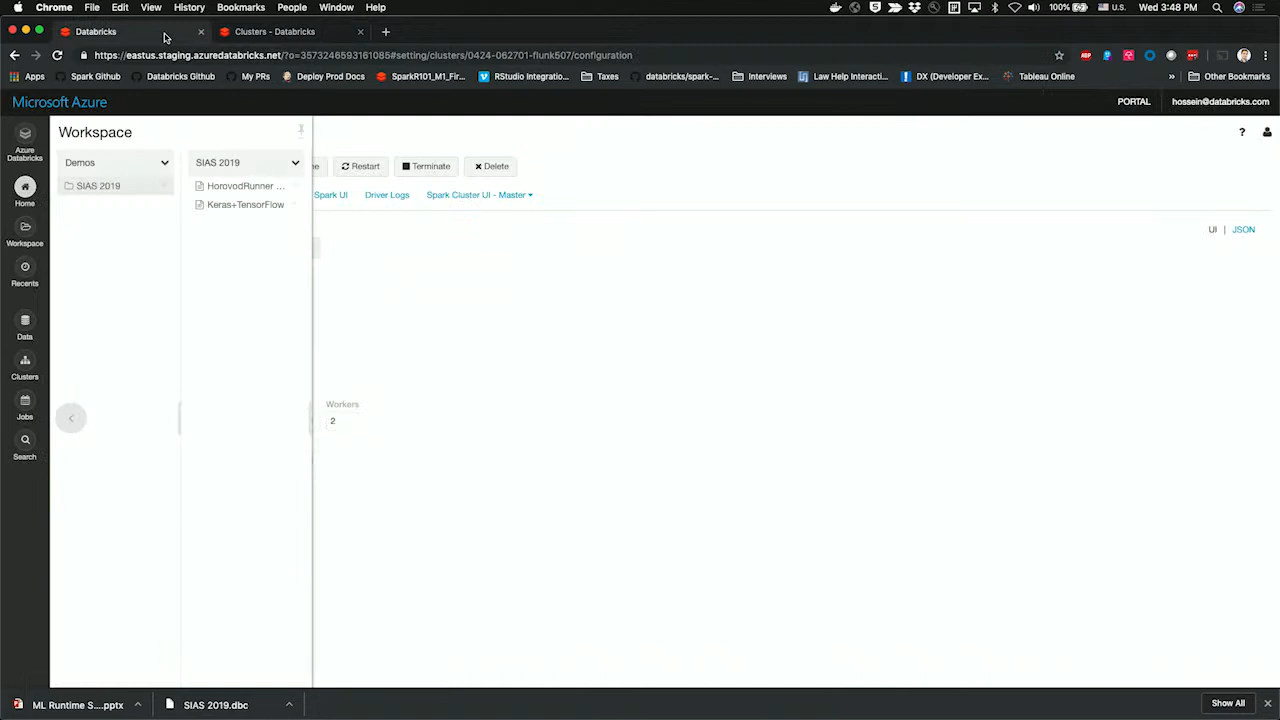 Chrome File Edit View History Bookmarks People Window Help 100% U.S. Wed 3:48 PM
Databricks Clusters - Databricks
https://eastus.staging.azuredatabricks.net/?o=3573246593161085#setting/clusters/0424-062701-flunk507/configuration
Apps Spark Github Databricks Github My PRs Deploy Prod Docs SparkR101_M1_Fir... RStudio Integratio... Taxes databricks/spark-... Interviews Law Help Interacti... DX (Developer Ex... Tableau Online » Other Bookmarks
Microsoft Azure PORTAL hossein@databricks.com
Azure Databricks
Home
Workspace
Recents
Data
Clusters
Jobs
Search
Workspace
Demos SIAS 2019
SIAS 2019 HorovodRunner ...
Keras+TensorFlow
ne Restart Terminate Delete
Spark UI Driver Logs Spark Cluster UI - Master
UI | JSON
Workers
2
ML Runtime S....pptx SIAS 2019.dbc Show All